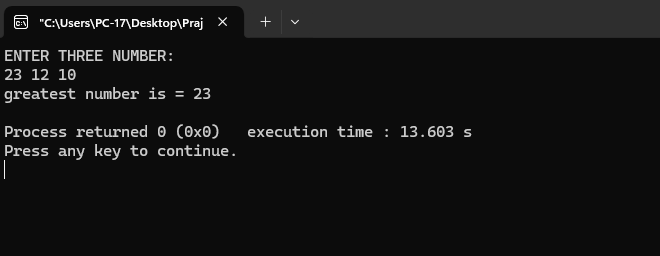 "C:\Users\PC-17\Desktop\Praj
ENTER THREE NUMBER:
23 12 10
greatest number is = 23
Process returned 0 (0x0)   execution time : 13.603 s
Press any key to continue.